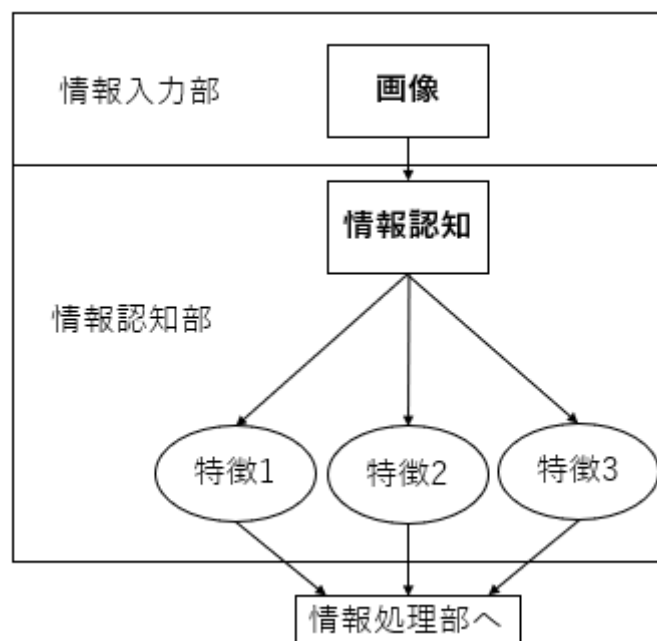 情報入力部
画像
情報認知
情報認知部
特徴1
特徴2
特徴3
情報処理部へ